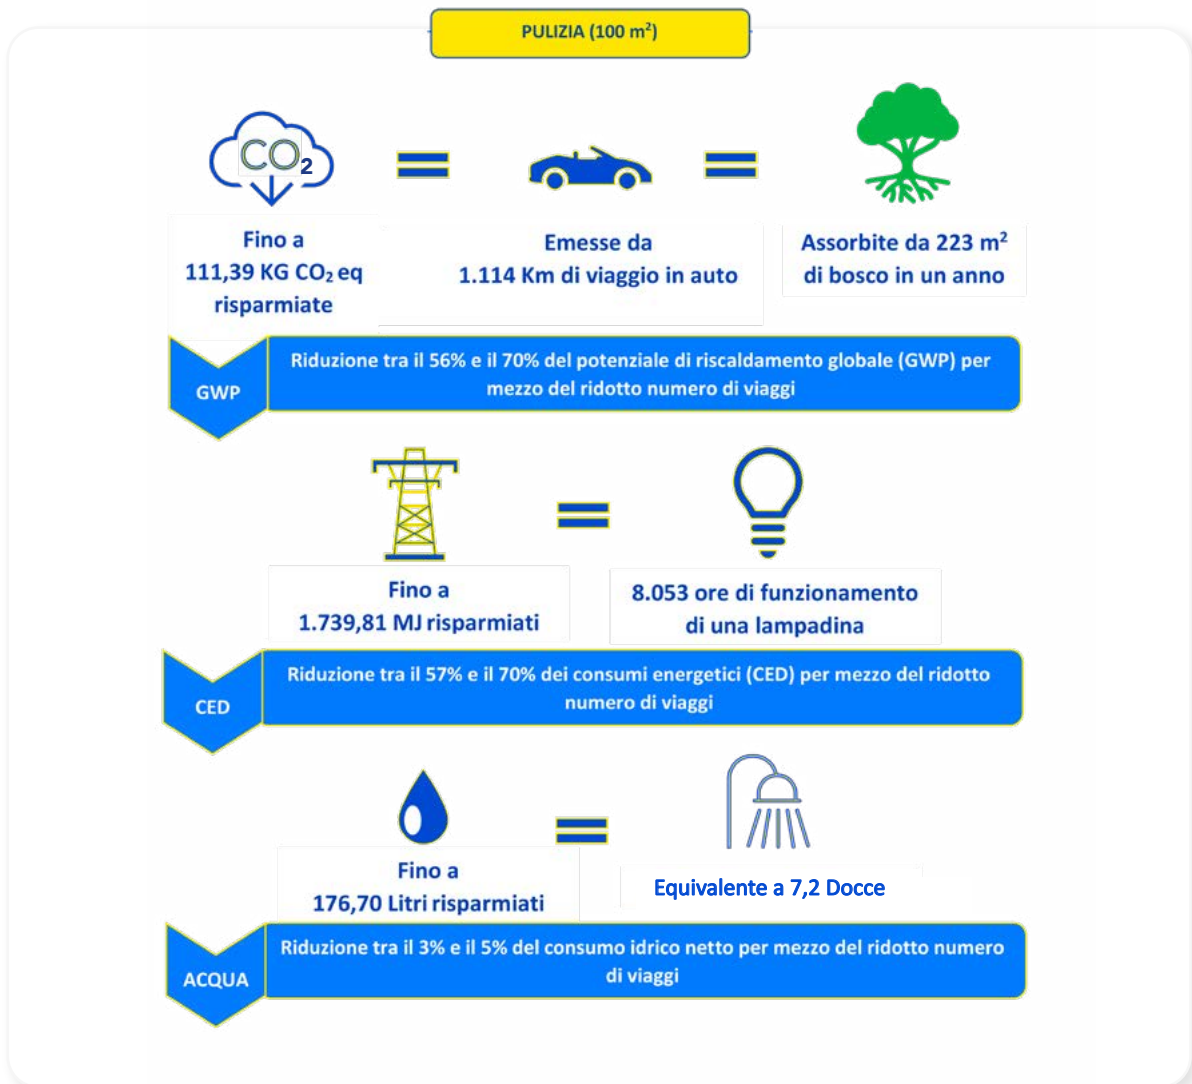 PULIZIA (100 m²)
CO₂
Fino a
111,39 KG CO₂ eq
risparmiate
Emesse da
1.114 Km di viaggio in auto
Assorbite da 223 m²
di bosco in un anno
GWP
Riduzione tra il 56% e il 70% del potenziale di riscaldamento globale (GWP) per
mezzo del ridotto numero di viaggi
Fino a
1.739,81 MJ risparmiati
8.053 ore di funzionamento
di una lampadina
CED
Riduzione tra il 57% e il 70% dei consumi energetici (CED) per mezzo del ridotto
numero di viaggi
Fino a
176,70 Litri risparmiati
Equivalente a 7,2 Docce
ACQUA
Riduzione tra il 3% e il 5% del consumo idrico netto per mezzo del ridotto numero
di viaggi